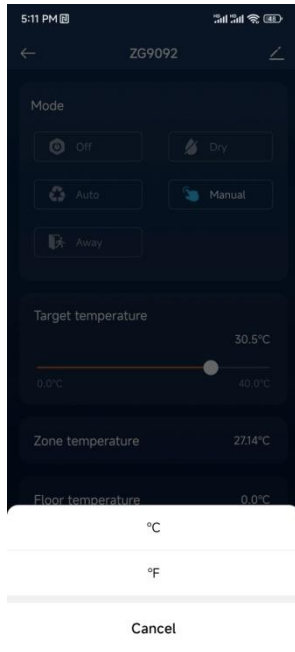 5:11 PM
48
ZG9092
Mode
Off
Dry
Auto
Manual
Away
Target temperature
30.5°C
0.0°C
40.0°C
Zone temperature
27.14°C
Floor temperature
0.0°C
°C
°F
Cancel